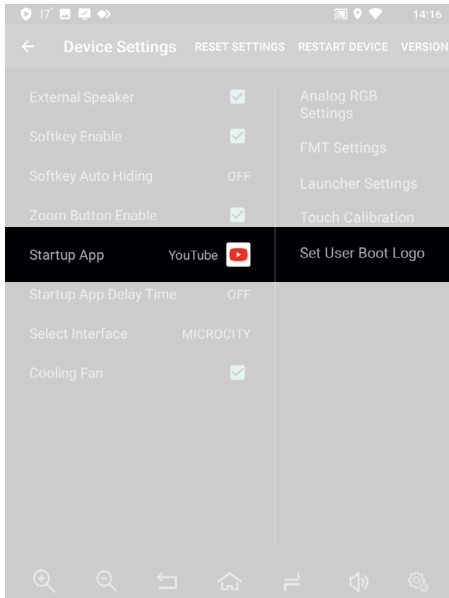 17° 14:16
Device Settings RESET SETTINGS RESTART DEVICE VERSION
External Speaker
Softkey Enable
Softkey Auto Hiding OFF
Zoom Button Enable
Startup App YouTube
Startup App Delay Time OFF
Select Interface MICROCITY
Cooling Fan
Analog RGB
Settings
FMT Settings
Launcher Settings
Touch Calibration
Set User Boot Logo